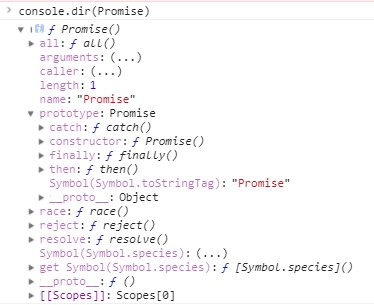 > console.dir(Promise)
▼ ƒ Promise()
▶ all: ƒ all()
arguments: (...)
caller: (...)
length: 1
name: "Promise"
▼ prototype: Promise
▶ catch: ƒ catch()
▶ constructor: ƒ Promise()
▶ finally: ƒ finally()
▶ then: ƒ then()
Symbol(Symbol.toStringTag): "Promise"
▶ __proto__: Object
▶ race: ƒ race()
▶ reject: ƒ reject()
▶ resolve: ƒ resolve()
Symbol(Symbol.species): (...)
▶ get Symbol(Symbol.species): ƒ [Symbol.species]()
▶ __proto__: ƒ ()
▶ [[Scopes]]: Scopes[0]